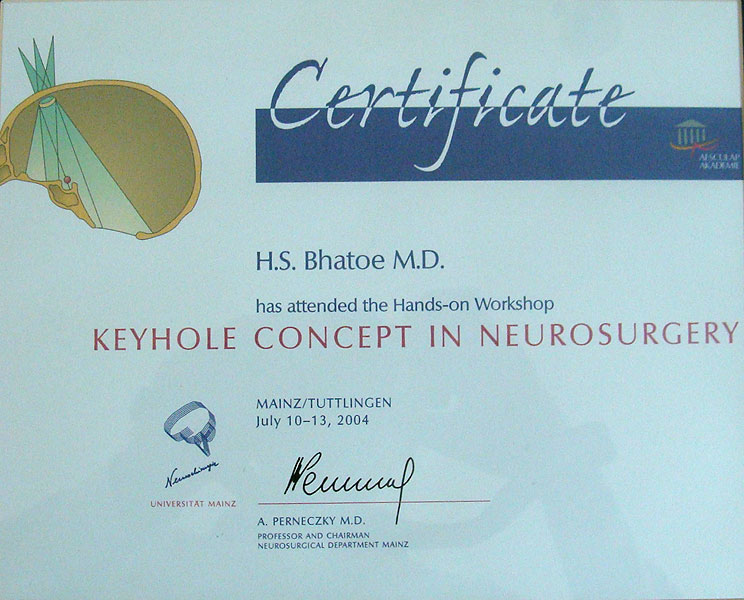 Certificate
AESCULAP
AKADEMIE
H.S. Bhatoe M.D.
has attended the Hands-on Workshop
KEYHOLE CONCEPT IN NEUROSURGERY
MAINZ/TUTTLINGEN
July 10–13, 2004
Neurochirurgie
UNIVERSITÄT MAINZ
A. PERNECZKY M.D.
PROFESSOR AND CHAIRMAN
NEUROSURGICAL DEPARTMENT MAINZ